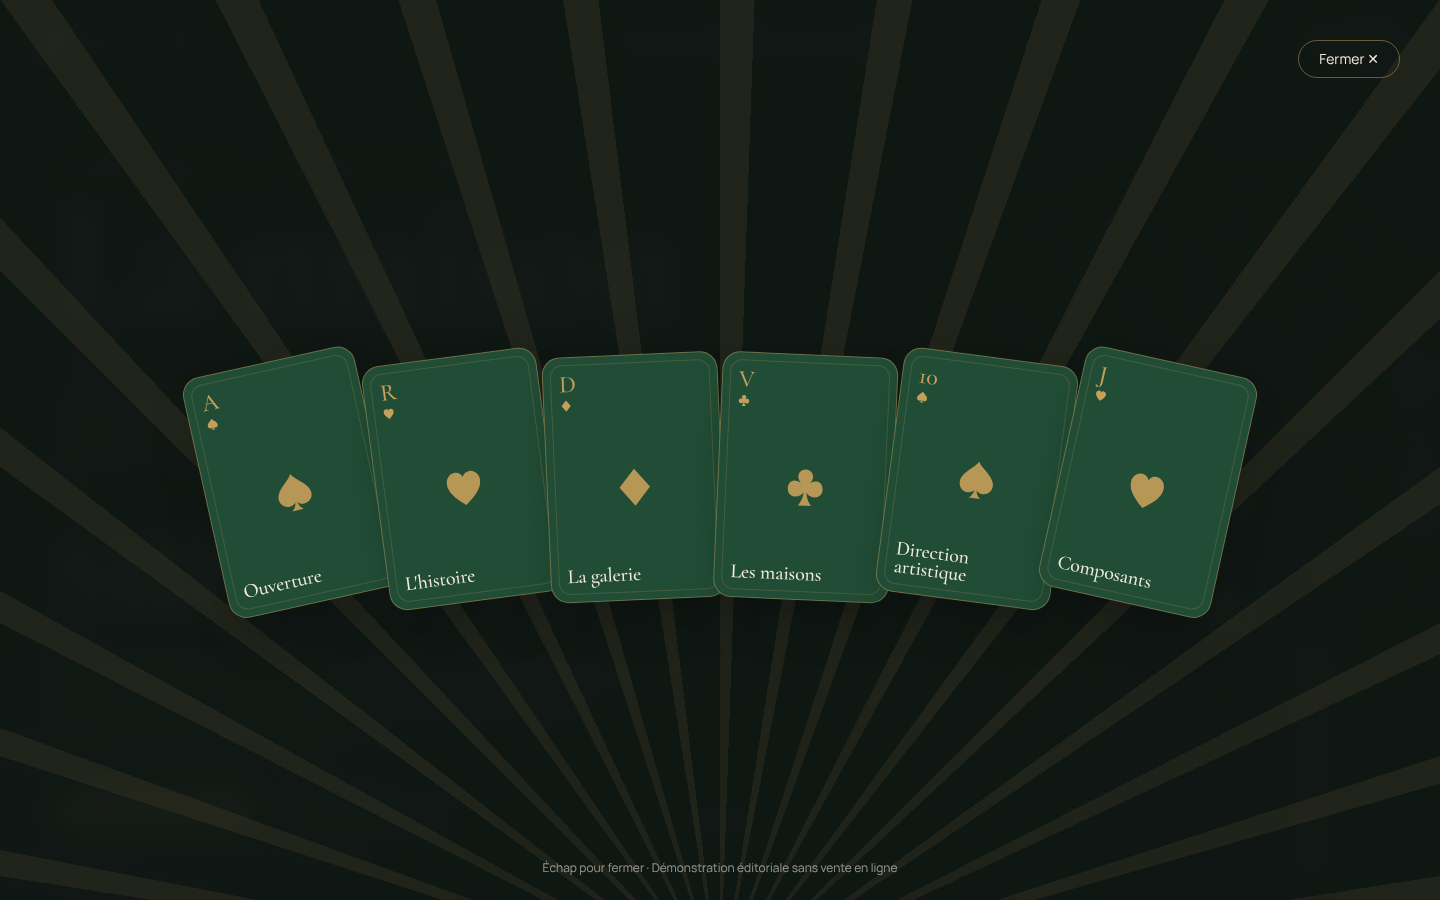 Fermer ✕
A
Ouverture
R
L'histoire
D
La galerie
V
Les maisons
10
Direction
artistique
J
Composants
Échap pour fermer · Démonstration éditoriale sans vente en ligne